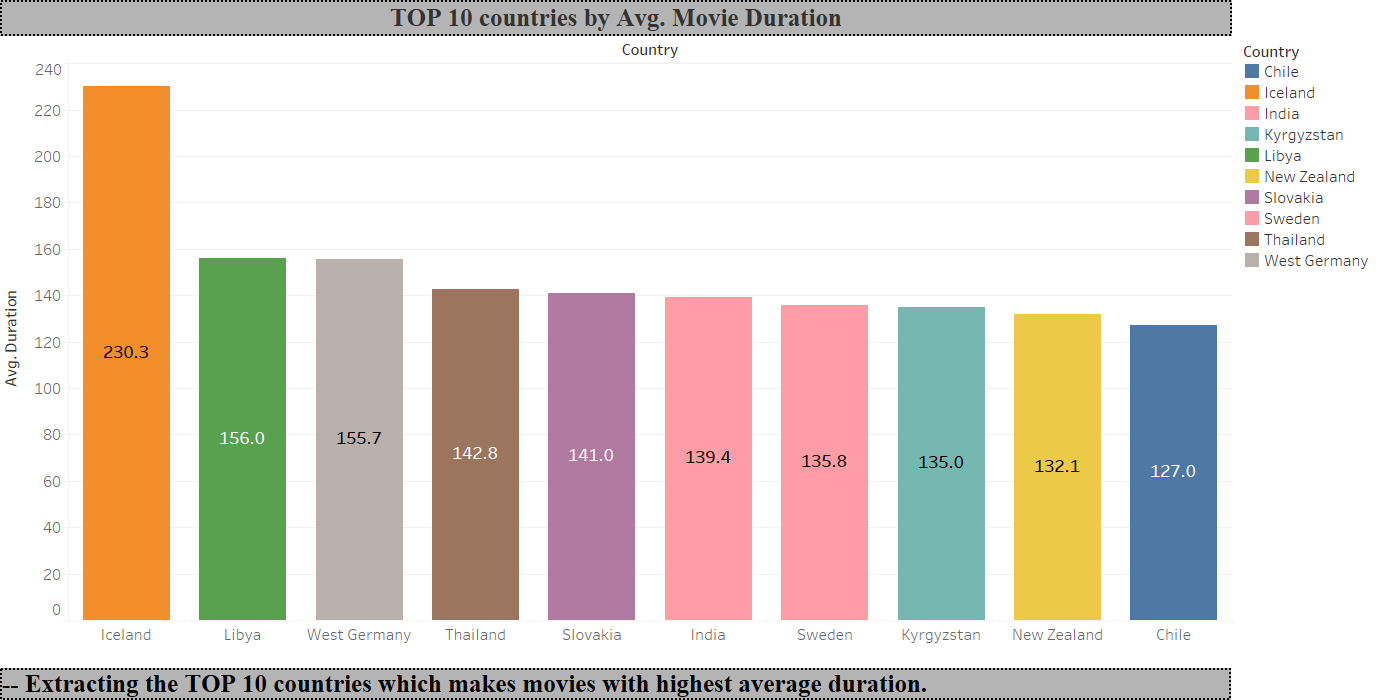 TOP 10 countries by Avg. Movie Duration
Country
Avg. Duration
240
220
200
180
160
140
120
100
80
60
40
20
0
230.3
156.0
155.7
142.8
141.0
139.4
135.8
135.0
132.1
127.0
Iceland
Libya
West Germany
Thailand
Slovakia
India
Sweden
Kyrgyzstan
New Zealand
Chile
Country
Chile
Iceland
India
Kyrgyzstan
Libya
New Zealand
Slovakia
Sweden
Thailand
West Germany
-- Extracting the TOP 10 countries which makes movies with highest average duration.